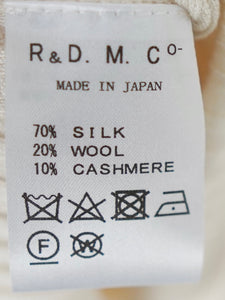 R & D. M. Co-
MADE IN JAPAN
70% SILK
20% WOOL
10% CASHMERE
F W